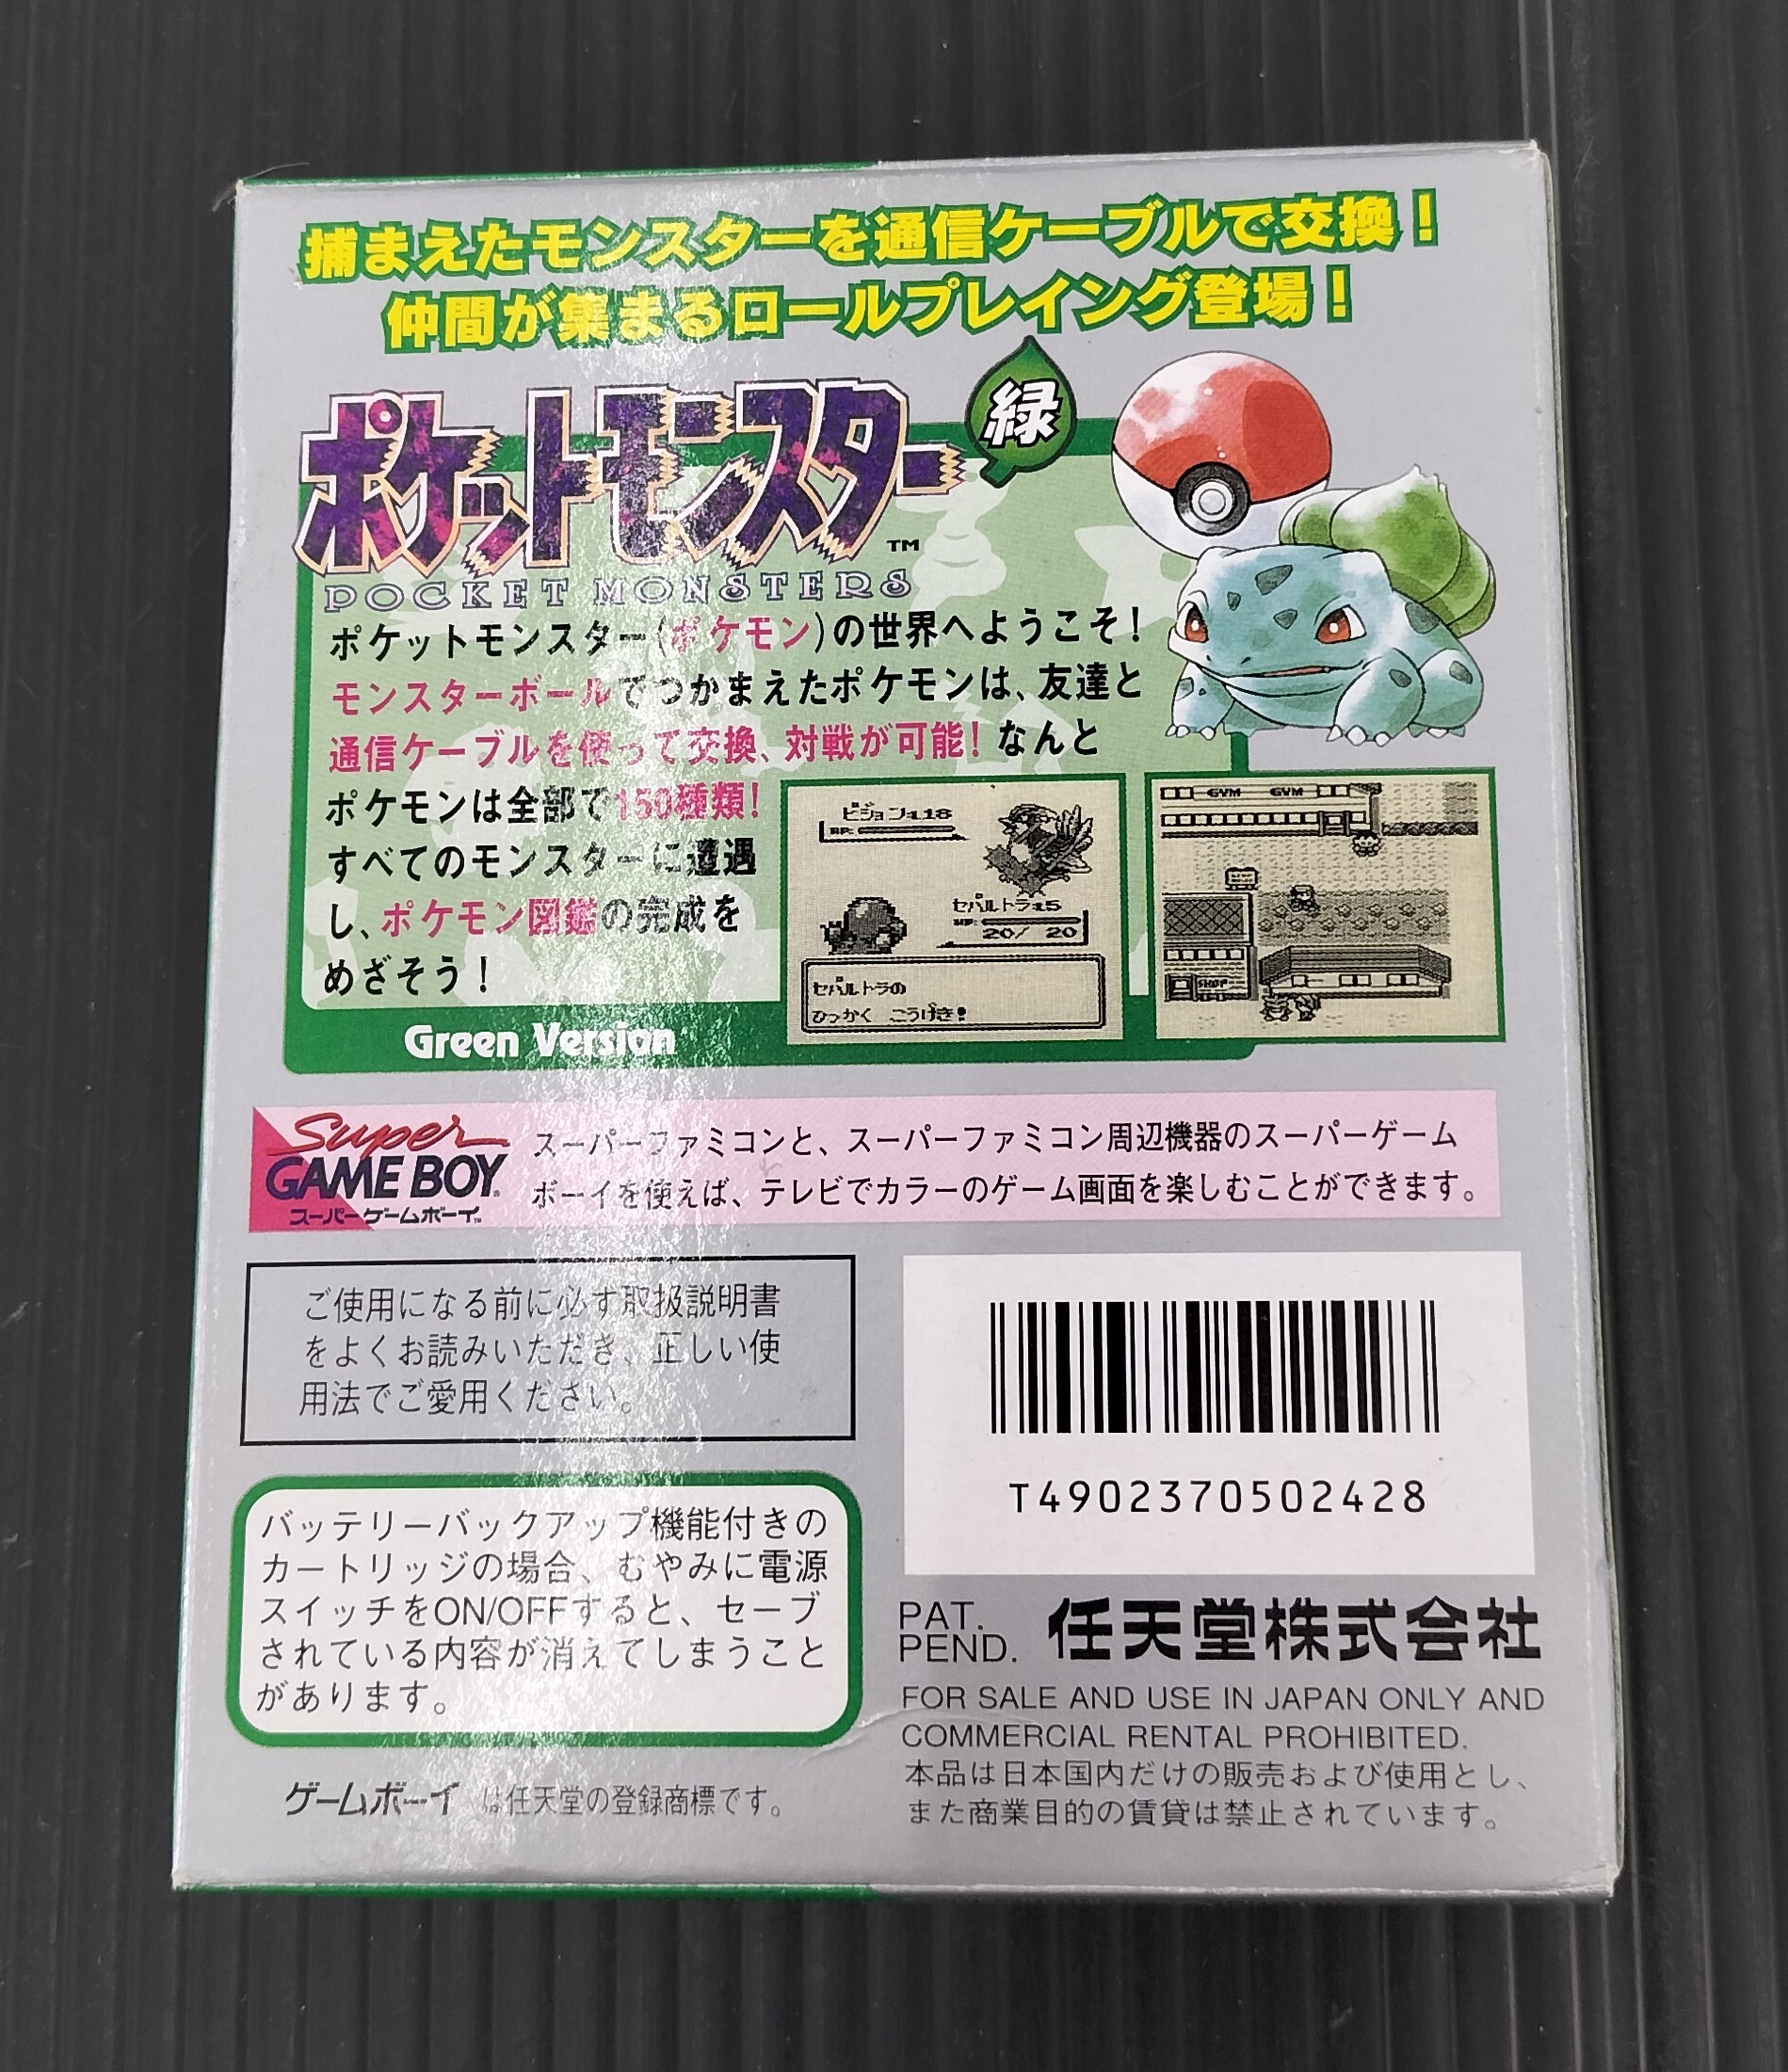 捕まえたモンスターを通信ケーブルで交換！
仲間が集まるロールプレイング登場！
ポケットモンスター 緑
TM
POCKET MONSTERS
ポケットモンスター(ポケモン)の世界へようこそ！
モンスターボールでつかまえたポケモンは、友達と
通信ケーブルを使って交換、対戦が可能！なんと
ポケモンは全部で150種類！
すべてのモンスターに遭遇
し、ポケモン図鑑の完成を
めざそう！
Green Version
ピジョン :L18
HP:
:L5
HP:
20/ 20
ひっかく こうげき!
GYM GYM
SHOP
Super
GAME BOY
スーパーゲームボーイ
スーパーファミコンと、スーパーファミコン周辺機器のスーパーゲーム
ボーイを使えば、テレビでカラーのゲーム画面を楽しむことができます。
ご使用になる前に必ず取扱説明書
をよくお読みいただき、正しい使
用法でご愛用ください。
T4902370502428
バッテリーバックアップ機能付きの
カートリッジの場合、むやみに電源
スイッチをON/OFFすると、セーブ
されている内容が消えてしまうこと
があります。
PAT.
PEND. 任天堂株式会社
FOR SALE AND USE IN JAPAN ONLY AND
COMMERCIAL RENTAL PROHIBITED.
本品は日本国内だけの販売および使用とし、
また商業目的の賃貸は禁止されています。
ゲームボーイ は任天堂の登録商標です。